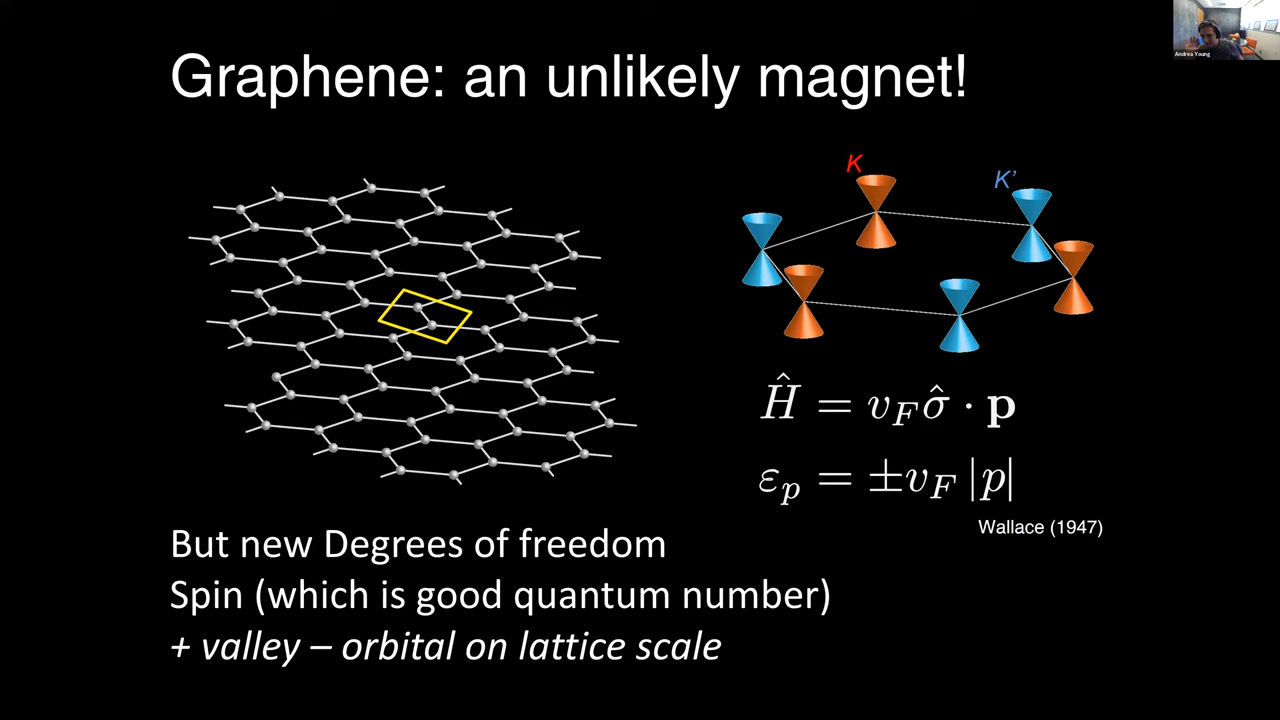 Graphene: an unlikely magnet!
Andrea Young
K
K'
Ĥ = v_F σ̂ · p
ε_p = ±v_F |p|
Wallace (1947)
But new Degrees of freedom
Spin (which is good quantum number)
+ valley – orbital on lattice scale